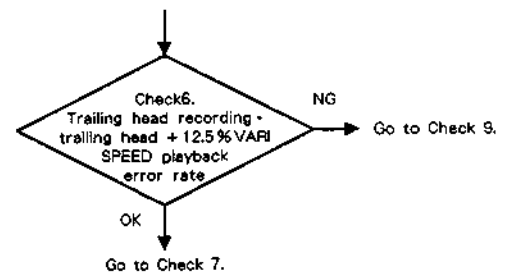 Check6.
Trailing head recording -
trailing head + 12.5% VARI
SPEED playback
error rate
NG
Go to Check 9.
OK
Go to Check 7.